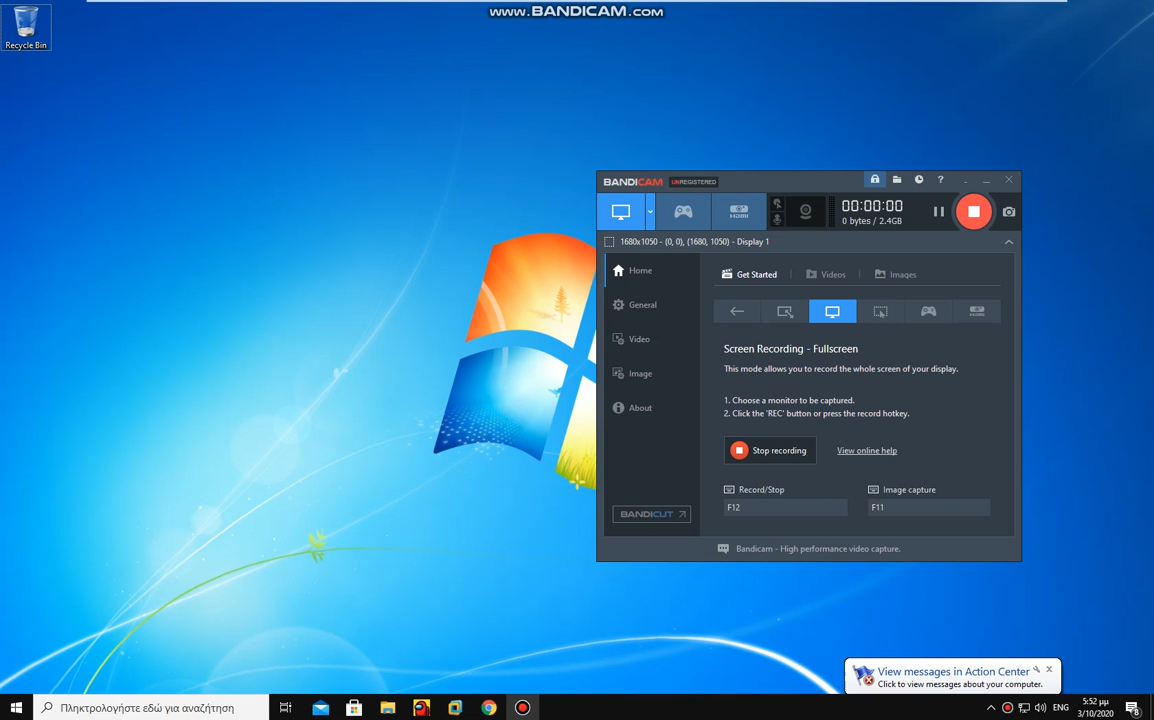 www.BANDICAM.com
Recycle Bin
BANDICAM UNREGISTERED
?
HDMI
00:00:00
0 bytes / 2.4GB
1680x1050 - (0, 0), (1680, 1050) - Display 1
Home
General
Video
Image
About
BANDICUT
Get Started
Videos
Images
HDMI
Screen Recording - Fullscreen
This mode allows you to record the whole screen of your display.
1. Choose a monitor to be captured.
2. Click the 'REC' button or press the record hotkey.
Stop recording
View online help
Record/Stop
Image capture
F12
F11
Bandicam - High performance video capture.
View messages in Action Center
Click to view messages about your computer.
Πληκτρολογήστε εδώ για αναζήτηση
ENG
5:52 μμ
3/10/2020
8